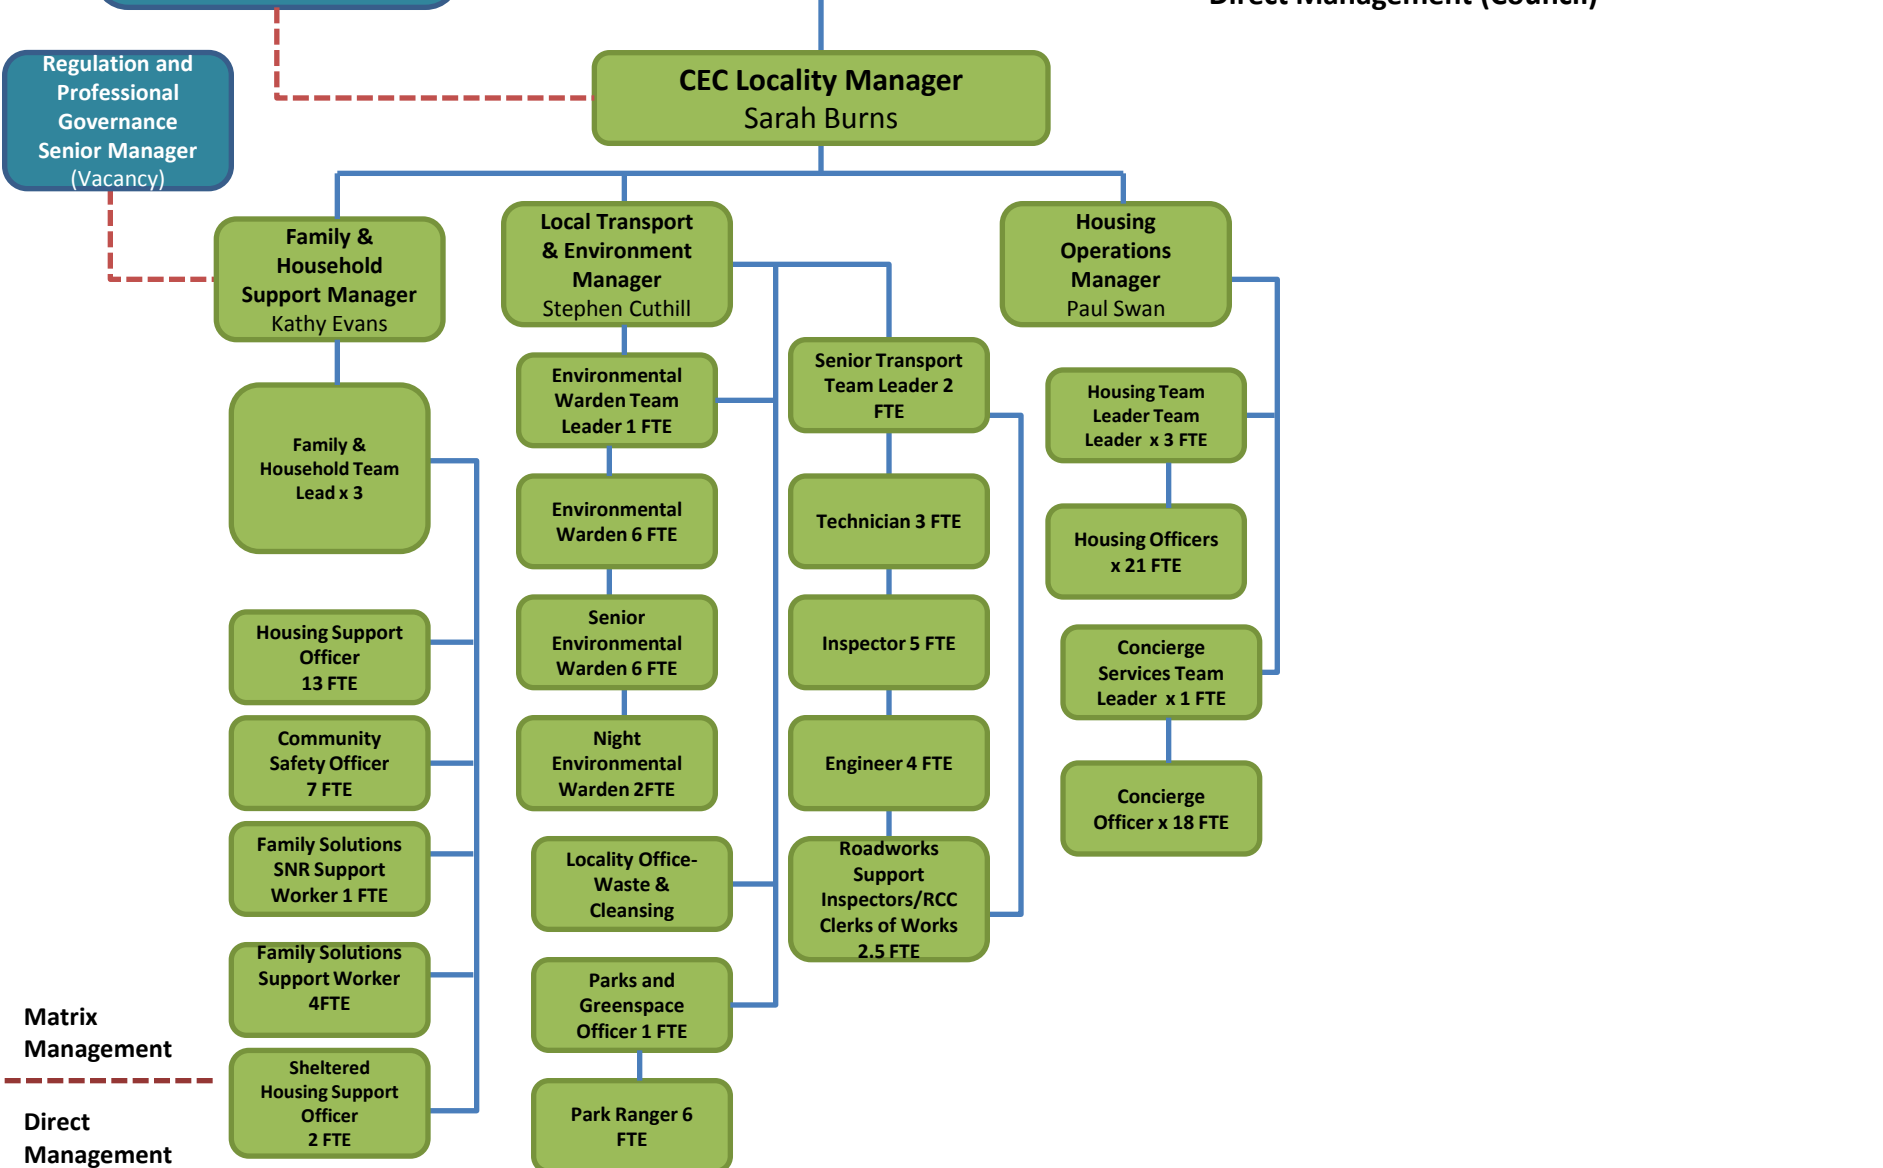 Direct Management (Council)
Regulation and
Professional
Governance
Senior Manager
(Vacancy)
CEC Locality Manager
Sarah Burns
Family &
Household
Support Manager
Kathy Evans
Local Transport
& Environment
Manager
Stephen Cuthill
Housing
Operations
Manager
Paul Swan
Family &
Household Team
Lead x 3
Housing Support
Officer
13 FTE
Community
Safety Officer
7 FTE
Family Solutions
SNR Support
Worker 1 FTE
Family Solutions
Support Worker
4FTE
Sheltered
Housing Support
Officer
2 FTE
Environmental
Warden Team
Leader 1 FTE
Environmental
Warden 6 FTE
Senior
Environmental
Warden 6 FTE
Night
Environmental
Warden 2FTE
Locality Office-
Waste &
Cleansing
Parks and
Greenspace
Officer 1 FTE
Park Ranger 6
FTE
Senior Transport
Team Leader 2
FTE
Technician 3 FTE
Inspector 5 FTE
Engineer 4 FTE
Roadworks
Support
Inspectors/RCC
Clerks of Works
2.5 FTE
Housing Team
Leader Team
Leader x 3 FTE
Housing Officers
x 21 FTE
Concierge
Services Team
Leader x 1 FTE
Concierge
Officer x 18 FTE
Matrix
Management
Direct
Management